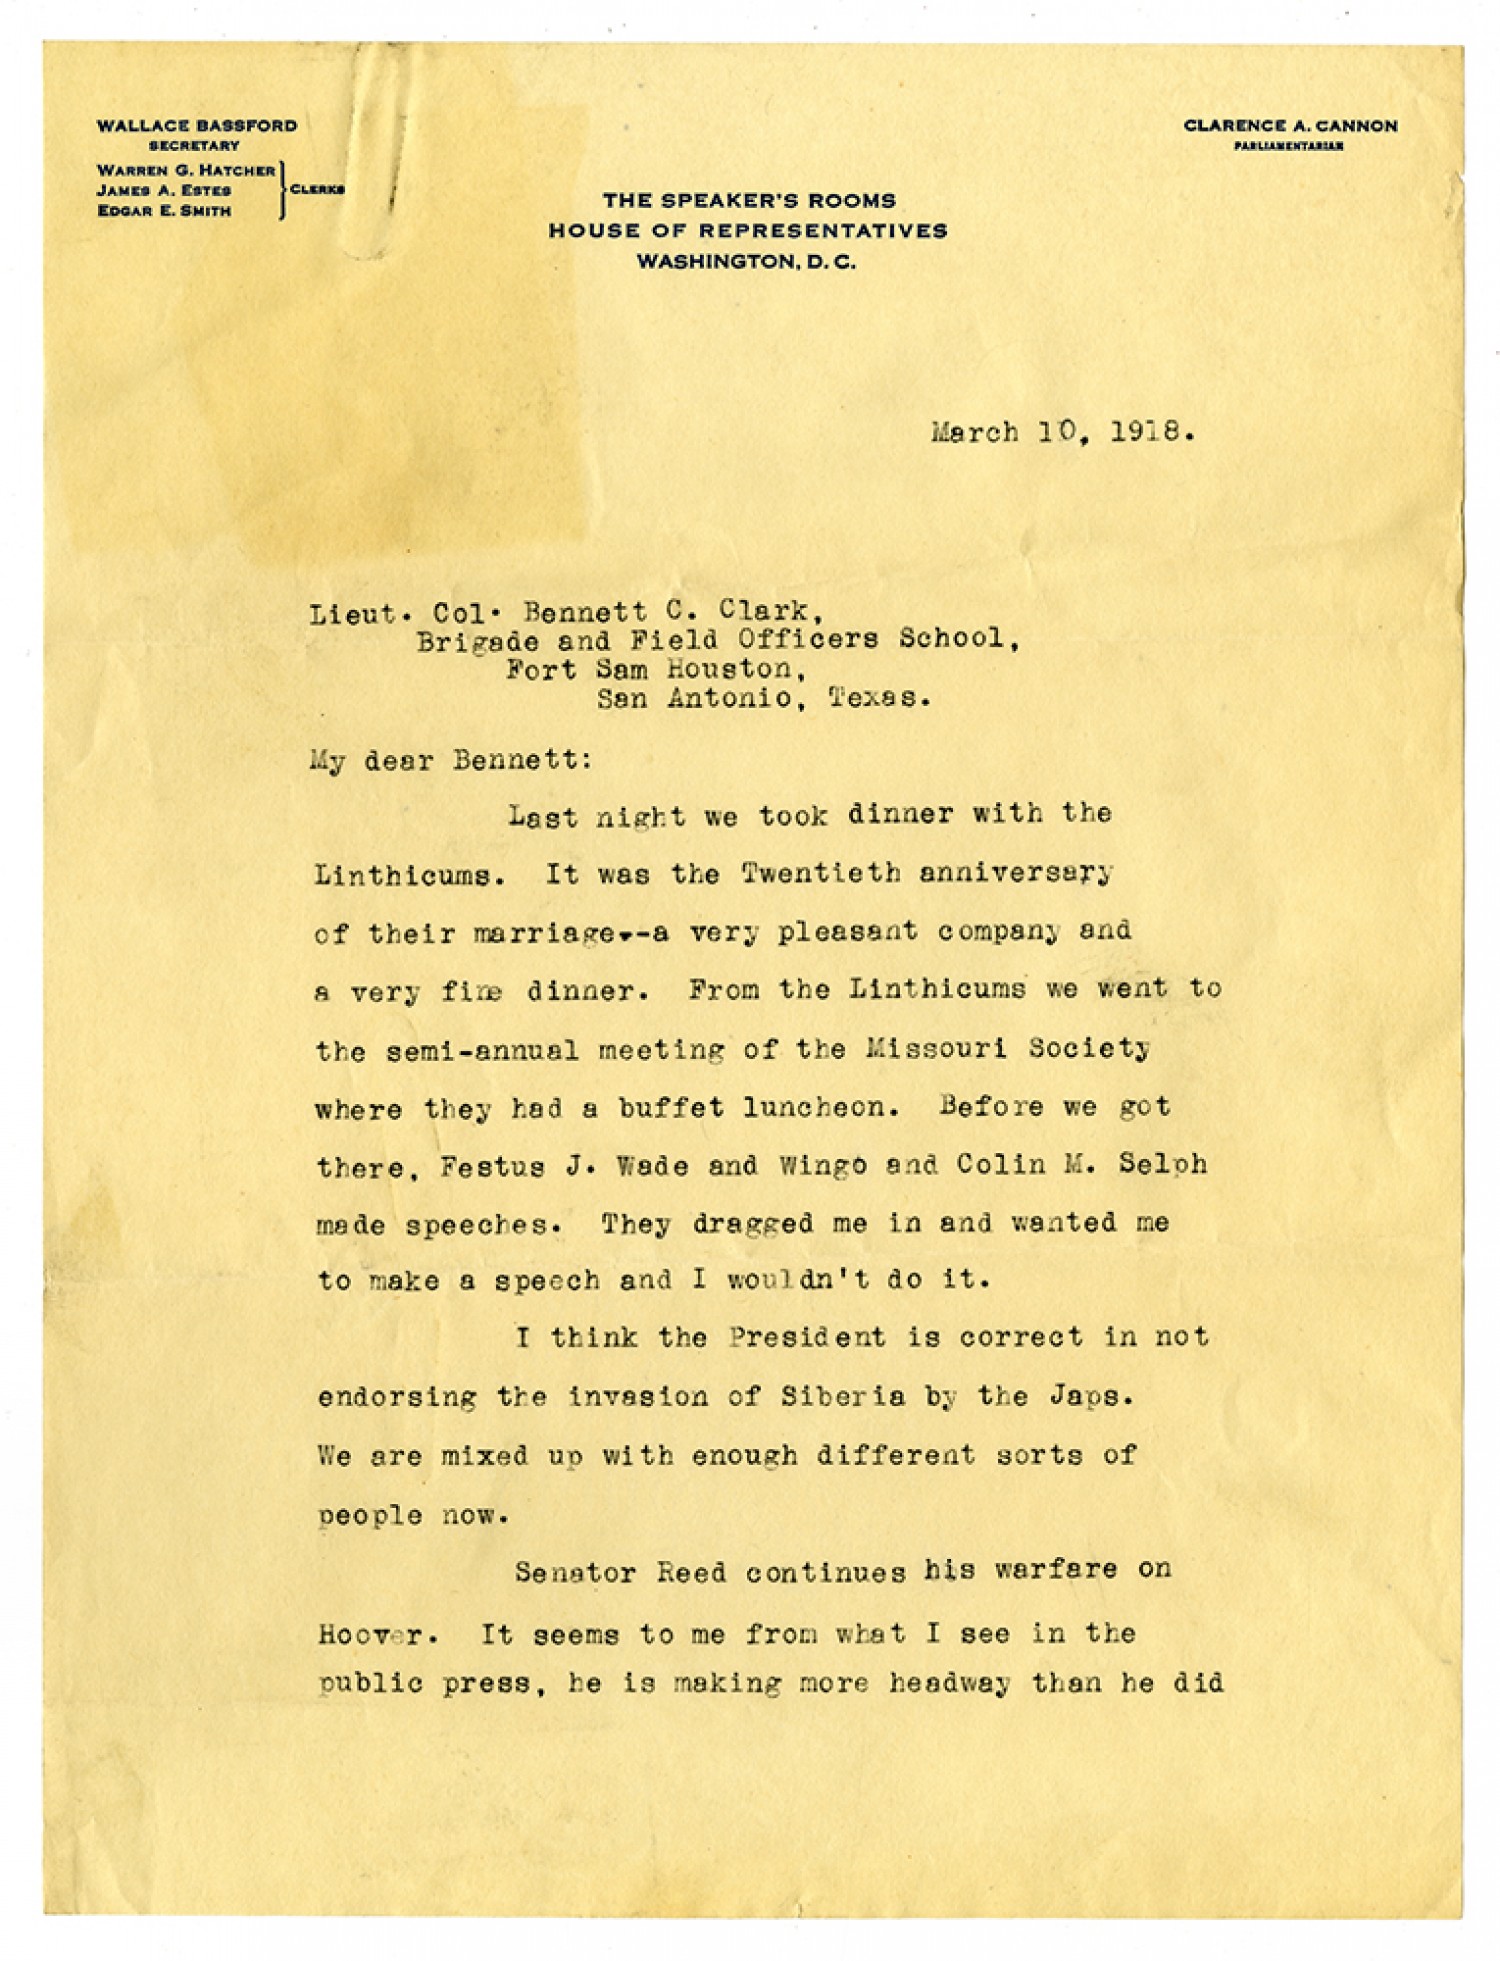 WALLACE BASSFORD
SECRETARY
WARREN G. HATCHER
JAMES A. ESTES
EDGAR E. SMITH
CLERKS
CLARENCE A. CANNON
PARLIAMENTARIAN
THE SPEAKER'S ROOMS
HOUSE OF REPRESENTATIVES
WASHINGTON, D. C.
March 10, 1918.
Lieut. Col. Bennett C. Clark,
Brigade and Field Officers School,
Fort Sam Houston,
San Antonio, Texas.
My dear Bennett:
Last night we took dinner with the
Linthicums. It was the Twentieth anniversary
of their marriage--a very pleasant company and
a very fine dinner. From the Linthicums we went to
the semi-annual meeting of the Missouri Society
where they had a buffet luncheon. Before we got
there, Festus J. Wade and Wingo and Colin M. Selph
made speeches. They dragged me in and wanted me
to make a speech and I wouldn't do it.
I think the President is correct in not
endorsing the invasion of Siberia by the Japs.
We are mixed up with enough different sorts of
people now.
Senator Reed continues his warfare on
Hoover. It seems to me from what I see in the
public press, he is making more headway than he did